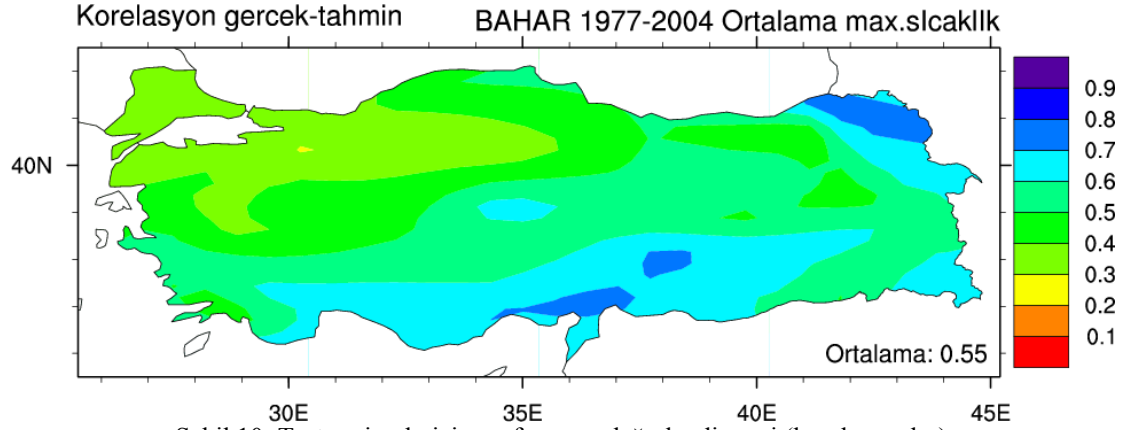 Korelasyon gercek-tahmin
BAHAR 1977-2004 Ortalama max.sIcaklIk
40N
0.9
0.8
0.7
0.6
0.5
0.4
0.3
0.2
0.1
Ortalama: 0.55
30E
35E
40E
45E